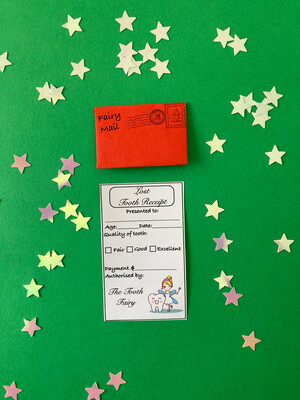 Fairy
Mail
Lost
Tooth Receipt
Presented to:
Age: Date:
Quality of tooth:
Fair Good Excellent
Payment $
Authorised by:
The Tooth
Fairy